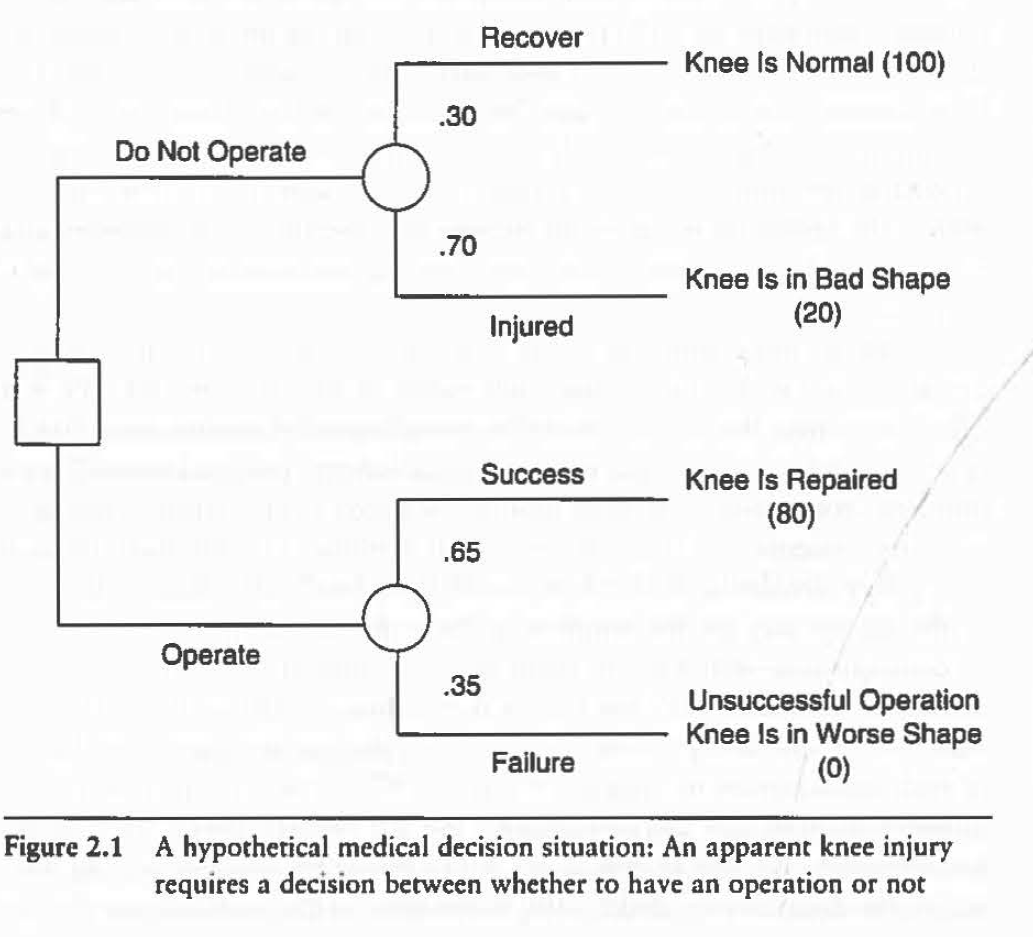 Recover
Knee Is Normal (100)
.30
Do Not Operate
.70
Knee Is in Bad Shape
(20)
Injured
Success
Knee Is Repaired
(80)
.65
Operate
.35
Unsuccessful Operation
Knee Is in Worse Shape
(0)
Failure
Figure 2.1 A hypothetical medical decision situation: An apparent knee injury
requires a decision between whether to have an operation or not